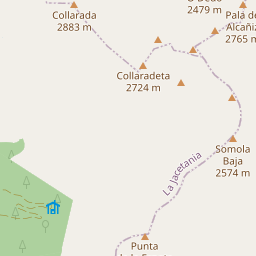 2479 m
Collarada
2883 m
Pala de
Alcañiz
2765 m
Collaradeta
2724 m
Somola
Baja
2574 m
La Jacetania
Punta